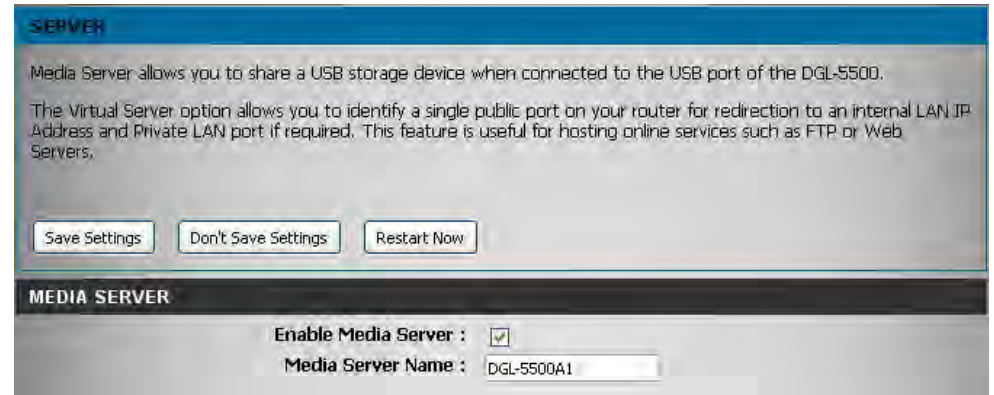 SERVER
Media Server allows you to share a USB storage device when connected to the USB port of the DGL-5500.
The Virtual Server option allows you to identify a single public port on your router for redirection to an internal LAN IP
Address and Private LAN port if required. This feature is useful for hosting online services such as FTP or Web
Servers.
Save Settings Don't Save Settings Restart Now
MEDIA SERVER
Enable Media Server :
Media Server Name : DGL-5500A1